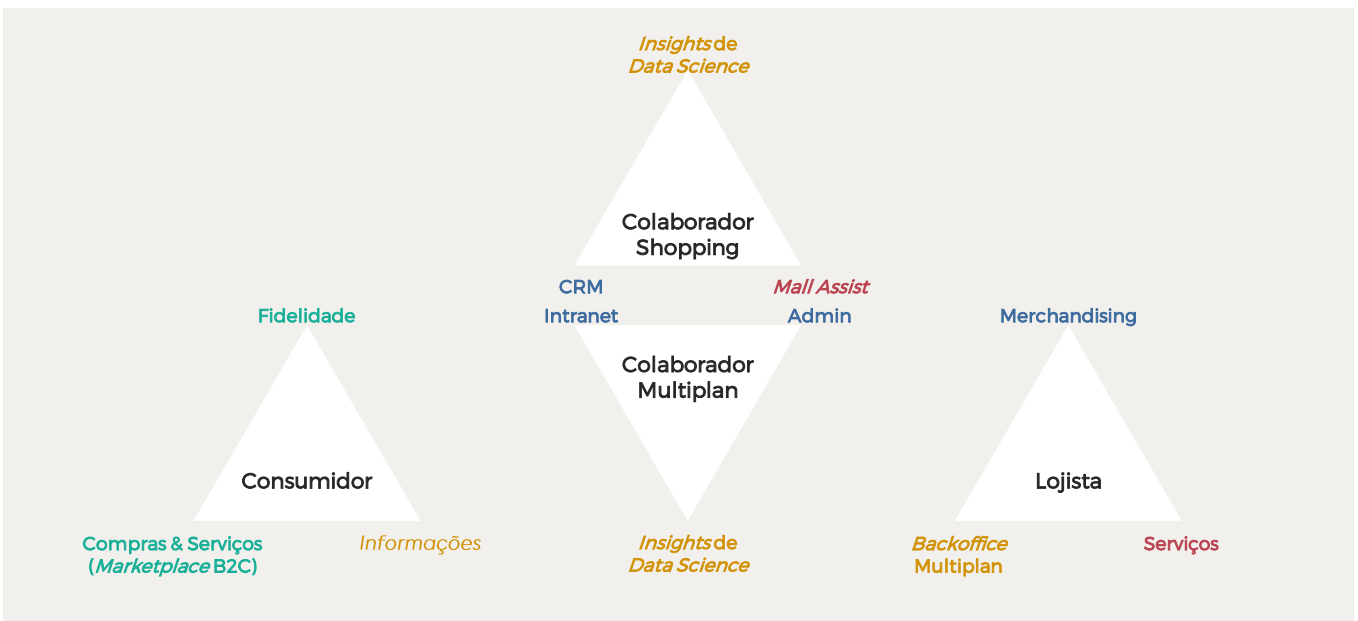 Insights de
Data Science
Colaborador
Shopping
CRM
Mall Assist
Fidelidade
Intranet
Admin
Merchandising
Colaborador
Multiplan
Consumidor
Lojista
Compras & Serviços
(Marketplace B2C)
Informações
Insights de
Data Science
Backoffice
Multiplan
Serviços